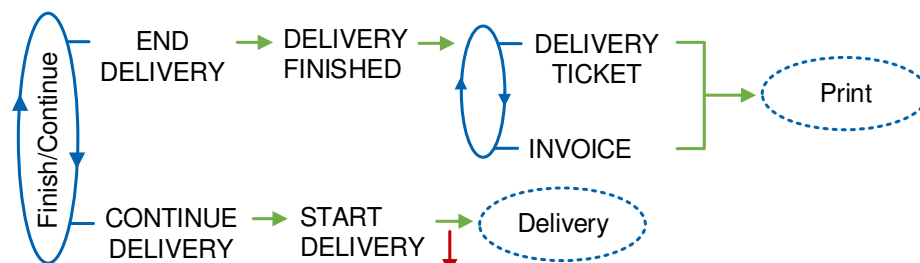 Finish/Continue
END
DELIVERY
DELIVERY
FINISHED
DELIVERY
TICKET
INVOICE
Print
CONTINUE
DELIVERY
START
DELIVERY
Delivery